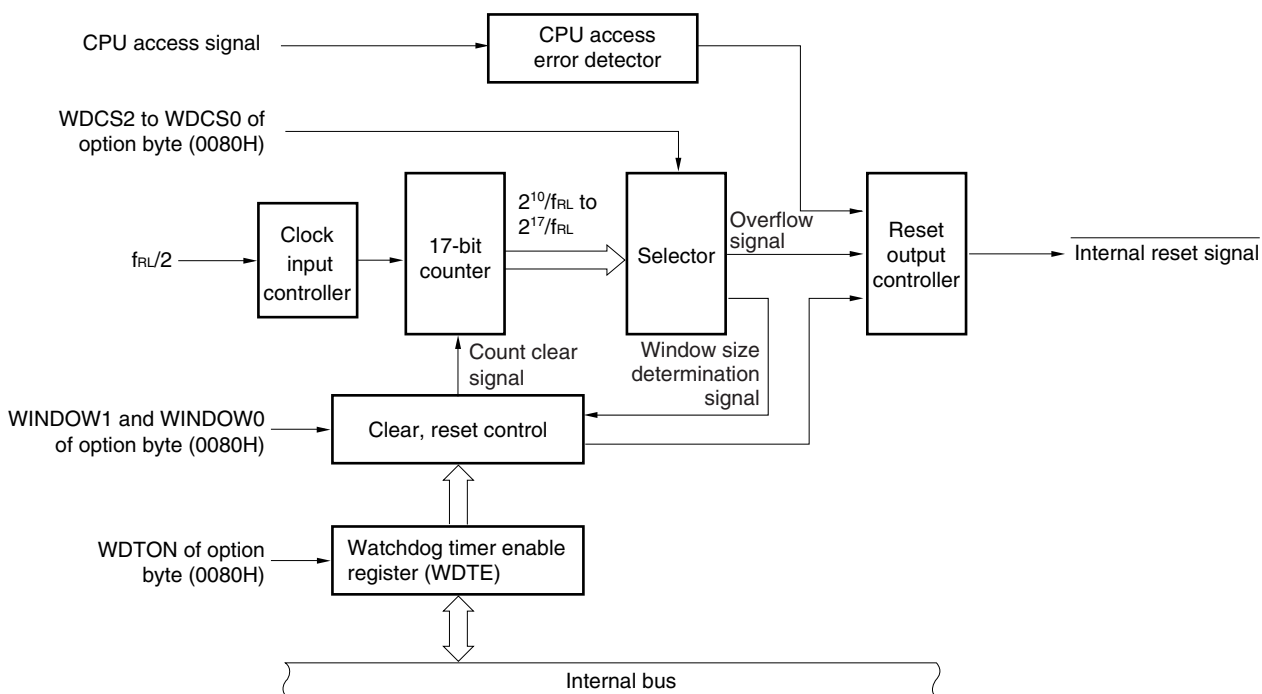 CPU access signal
CPU access
error detector
WDCS2 to WDCS0 of
option byte (0080H)
fRL/2
Clock
input
controller
17-bit
counter
2¹⁰/fRL to
2¹⁷/fRL
Selector
Overflow
signal
Reset
output
controller
Internal reset signal
Count clear
signal
Window size
determination
signal
WINDOW1 and WINDOW0
of option byte (0080H)
Clear, reset control
WDTON of option
byte (0080H)
Watchdog timer enable
register (WDTE)
Internal bus